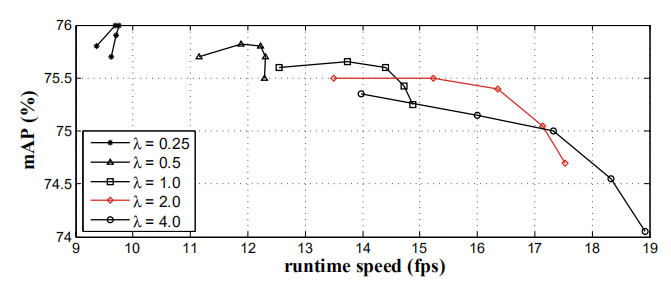 76
75.5
75
74.5
74
mAP (%)
λ = 0.25
λ = 0.5
λ = 1.0
λ = 2.0
λ = 4.0
9 10 11 12 13 14 15 16 17 18 19
runtime speed (fps)